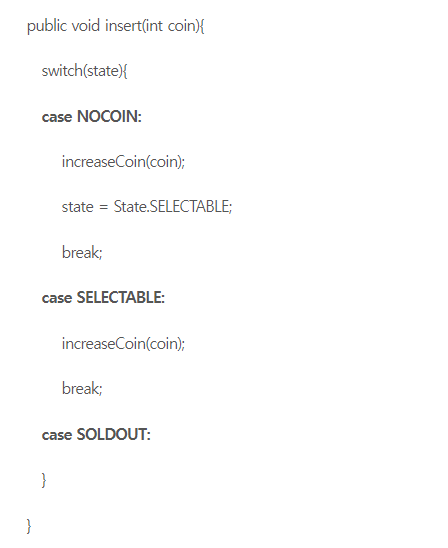 public void insert(int coin){
switch(state){
case NOCOIN:
increaseCoin(coin);
state = State.SELECTABLE;
break;
case SELECTABLE:
increaseCoin(coin);
break;
case SOLDOUT:
}
}